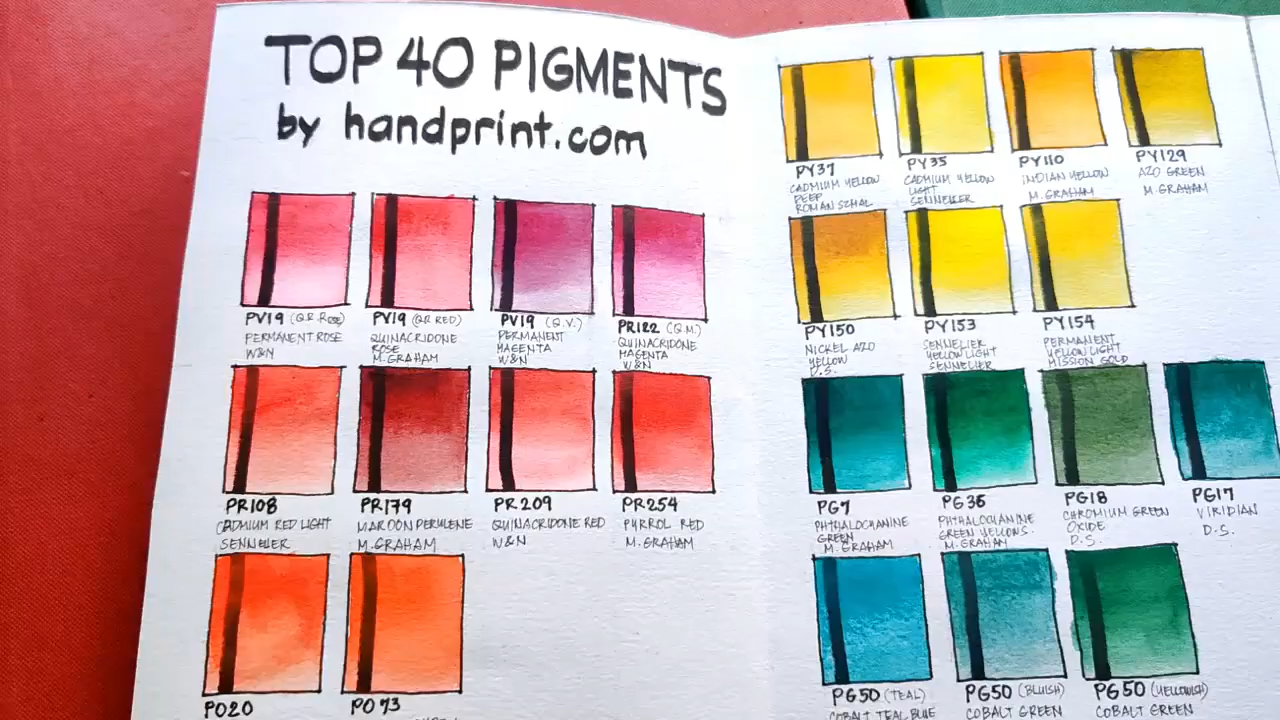 TOP 40 PIGMENTS
by handprint.com
PV19 (Q.R. ROSE)
PERMANENT ROSE
W&N
PV19 (QR RED)
QUINACRIDONE
ROSE
M. GRAHAM
PV19 (Q.V.)
PERMANENT
MAGENTA
W&N
PR122 (Q.M.)
QUINACRIDONE
MAGENTA
W&N
PR108
CADMIUM RED LIGHT
SENNELIER
PR179
MAROON PERYLENE
M. GRAHAM
PR209
QUINACRIDONE RED
W&N
PR254
PYRROL RED
M. GRAHAM
PO20
PO73
PY37
CADMIUM YELLOW
DEEP
ROMAN SZMAL
PY35
CADMIUM YELLOW
LIGHT
SENNELIER
PY110
INDIAN YELLOW
M. GRAHAM
PY129
AZO GREEN
M. GRAHAM
PY150
NICKEL AZO
YELLOW
D.S.
PY153
SENNELIER
YELLOW LIGHT
SENNELIER
PY154
PERMANENT
YELLOW LIGHT
MISSION GOLD
PG7
PHTHALOCYANINE
GREEN
M. GRAHAM
PG36
PHTHALOCYANINE
GREEN YELLOWS.
M. GRAHAM
PG18
CHROMIUM GREEN
OXIDE
D.S.
PG17
VIRIDIAN
D.S.
PG50 (TEAL)
COBALT TEAL BLUE
PG50 (BLUISH)
COBALT GREEN
PG50 (YELLOWISH)
COBALT GREEN